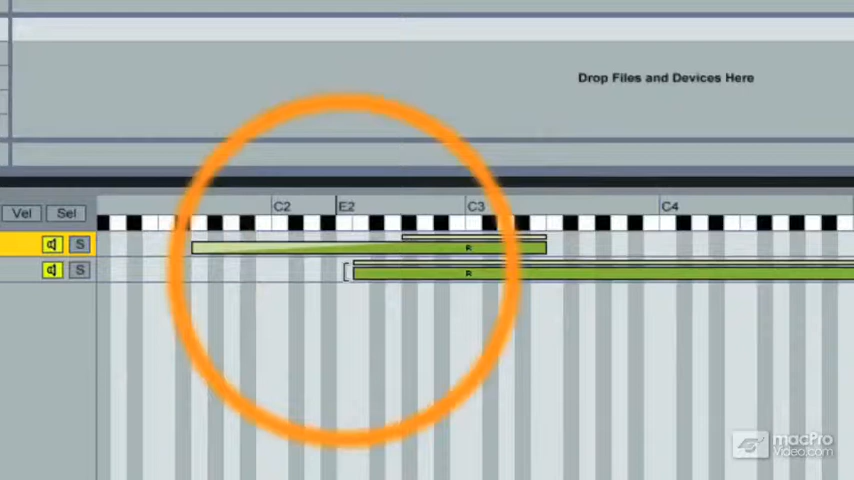 Drop Files and Devices Here
Vel Sel C2 E2 C3 C4
S R
S R
macPro
Video.com